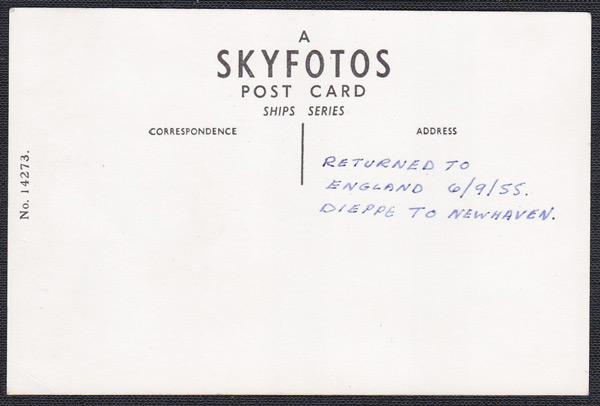 A
SKYFOTOS
POST CARD
SHIPS SERIES
CORRESPONDENCE
ADDRESS
No. 14273.
RETURNED TO
ENGLAND 6/9/55.
DIEPPE TO NEWHAVEN.